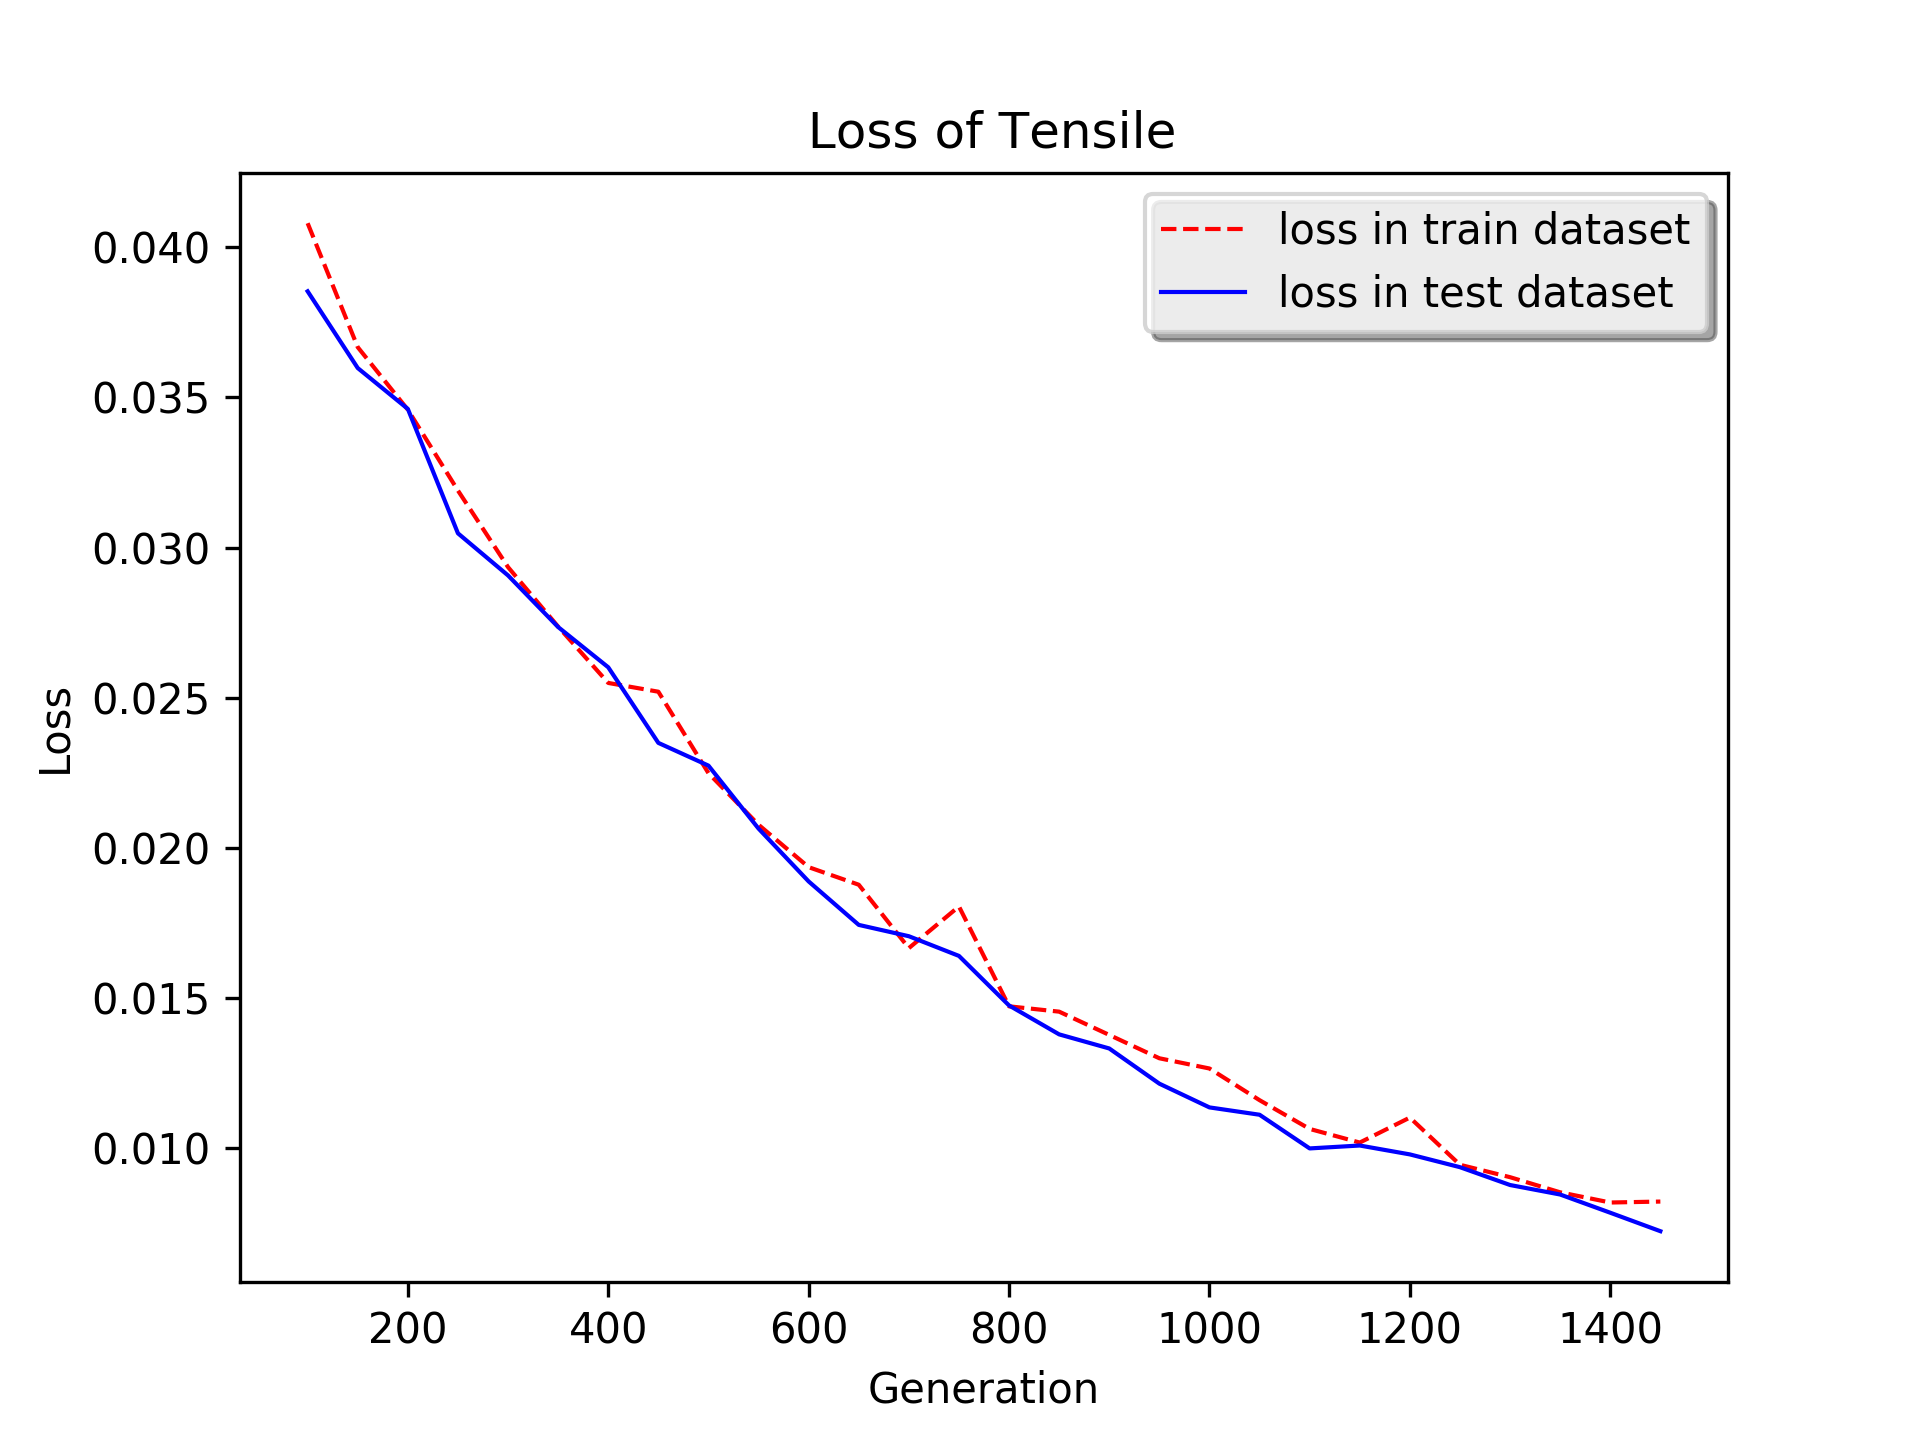 Loss of Tensile
loss in train dataset
loss in test dataset
0.040
0.035
0.030
0.025
0.020
0.015
0.010
Loss
200 400 600 800 1000 1200 1400
Generation